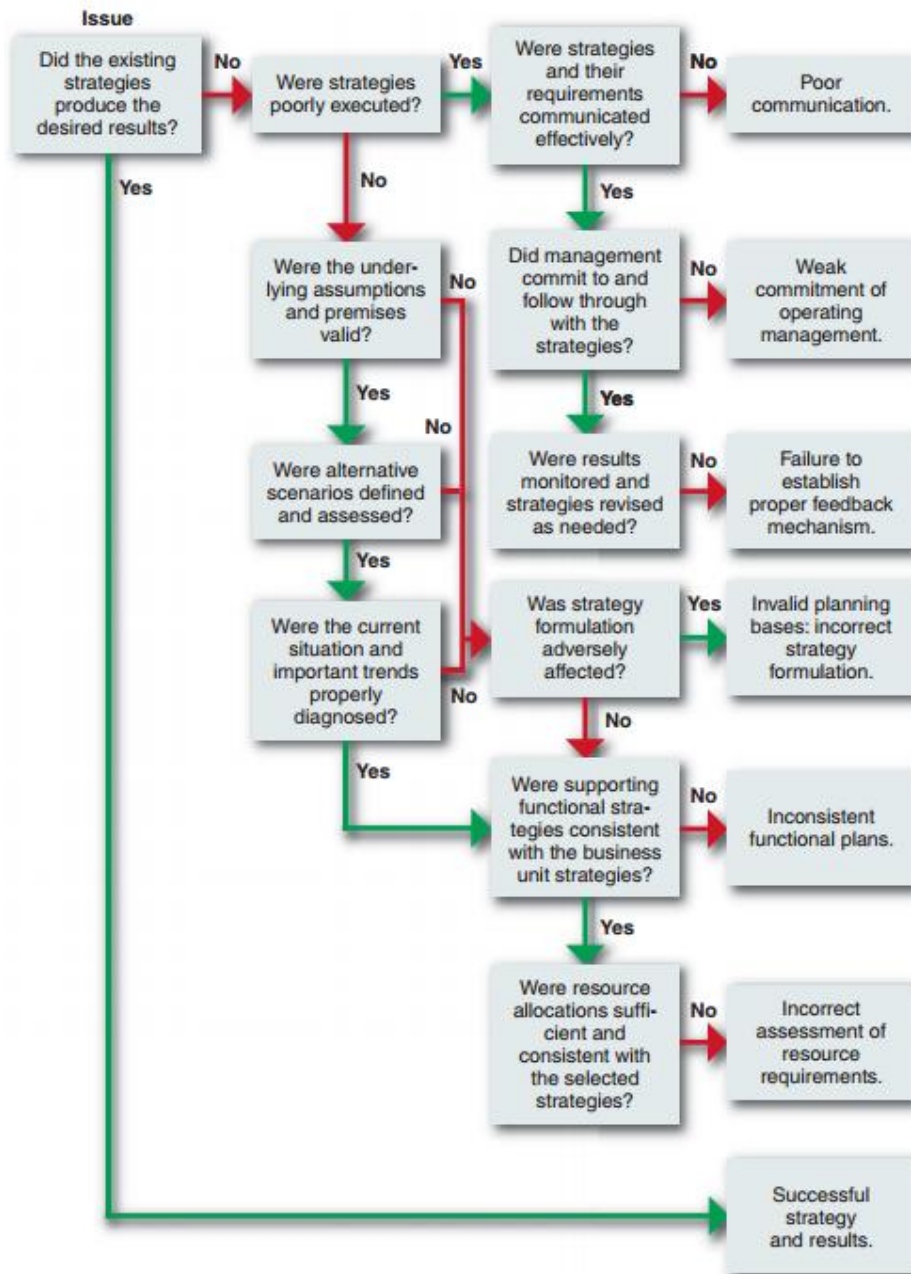 Issue
Did the existing
strategies
produce the
desired results?
No
Were strategies
poorly executed?
Yes
Were strategies
and their
requirements
communicated
effectively?
No
Poor
communication.
Yes
No
Yes
Were the under-
lying assumptions
and premises
valid?
No
Did management
commit to and
follow through
with the
strategies?
No
Weak
commitment of
operating
management.
Yes
Yes
No
Were alternative
scenarios defined
and assessed?
Were results
monitored and
strategies revised
as needed?
No
Failure to
establish
proper feedback
mechanism.
Yes
Were the current
situation and
important trends
properly
diagnosed?
No
Was strategy
formulation
adversely
affected?
Yes
Invalid planning
bases: incorrect
strategy
formulation.
No
Yes
Were supporting
functional stra-
tegies consistent
with the business
unit strategies?
No
Inconsistent
functional plans.
Yes
Were resource
allocations suffi-
cient and
consistent with
the selected
strategies?
No
Incorrect
assessment of
resource
requirements.
Successful
strategy
and results.